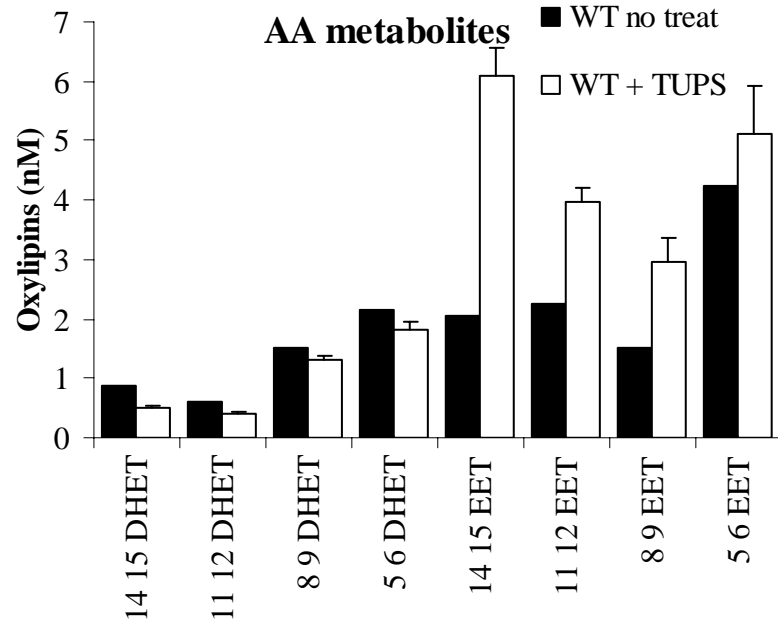 AA metabolites
WT no treat
WT + TUPS
Oxylipins (nM)
7
6
5
4
3
2
1
0
14 15 DHET
11 12 DHET
8 9 DHET
5 6 DHET
14 15 EET
11 12 EET
8 9 EET
5 6 EET